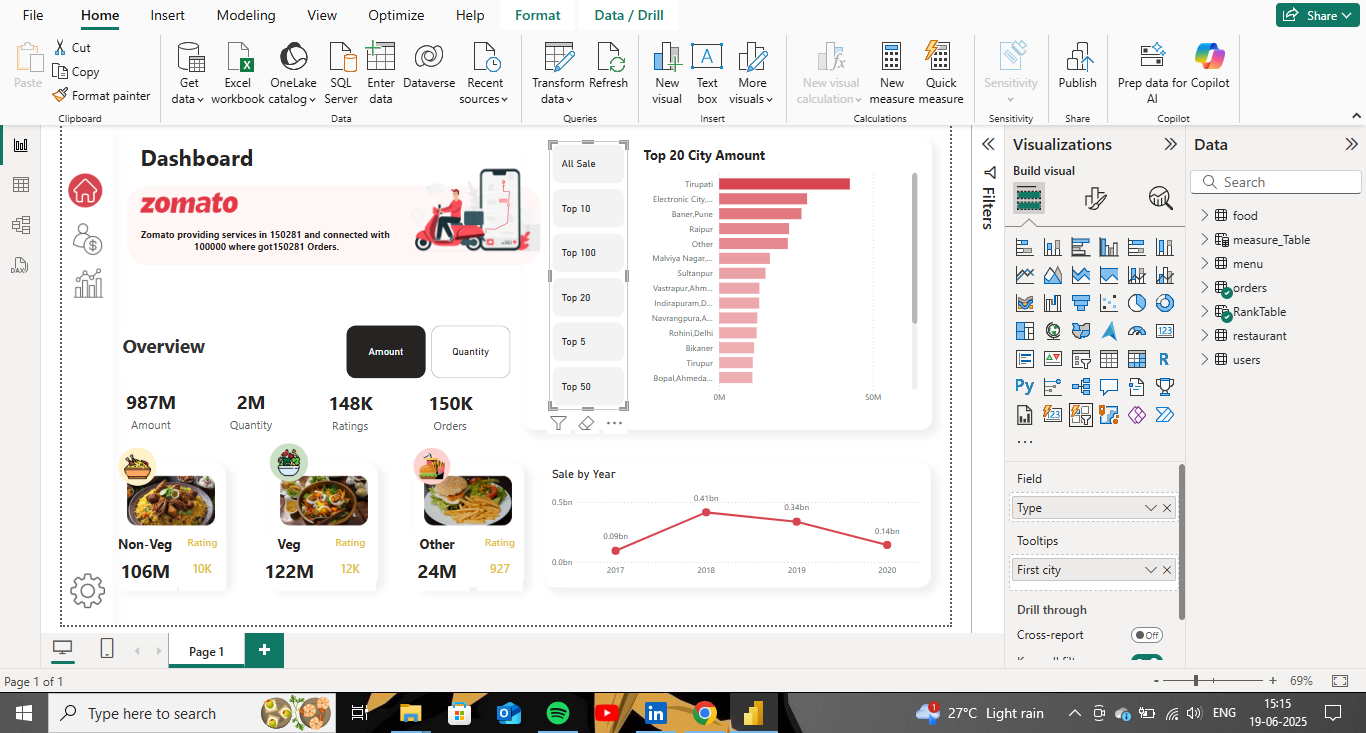 File Home Insert Modeling View Optimize Help Format Data / Drill Share
Paste
Cut
Copy
Format painter
Clipboard
Get data
Excel workbook
OneLake catalog
SQL Server
Enter data
Dataverse
Recent sources
Data
Transform data
Refresh
Queries
New visual
Text box
More visuals
Insert
New visual calculation
New measure
Quick measure
Calculations
Sensitivity
Sensitivity
Publish
Share
Prep data for AI
Copilot
Copilot
Dashboard
zomato
Zomato providing services in 150281 and connected with
100000 where got150281 Orders.
All Sale
Top 10
Top 100
Top 20
Top 5
Top 50
Top 20 City Amount
Tirupati
Electronic City,...
Baner,Pune
Raipur
Other
Malviya Nagar,...
Sultanpur
Vastrapur,Ahm...
Indirapuram,D...
Navrangpura,A...
Rohini,Delhi
Bikaner
Tirupur
Bopal,Ahmeda...
0M 50M
Overview
Amount
Quantity
987M 2M 148K 150K
Amount Quantity Ratings Orders
Non-Veg Rating
106M 10K
Veg Rating
122M 12K
Other Rating
24M 927
Sale by Year
0.5bn
0.0bn
0.09bn
0.41bn
0.34bn
0.14bn
2017 2018 2019 2020
Filters
Visualizations
Build visual
123
R
Py
123
...
Field
Type
Tooltips
First city
Drill through
Cross-report Off
Data
Search
food
measure_Table
menu
orders
RankTable
restaurant
users
Page 1
Page 1 of 1
- + 69%
Type here to search
1
27°C Light rain
ENG
15:15
19-06-2025